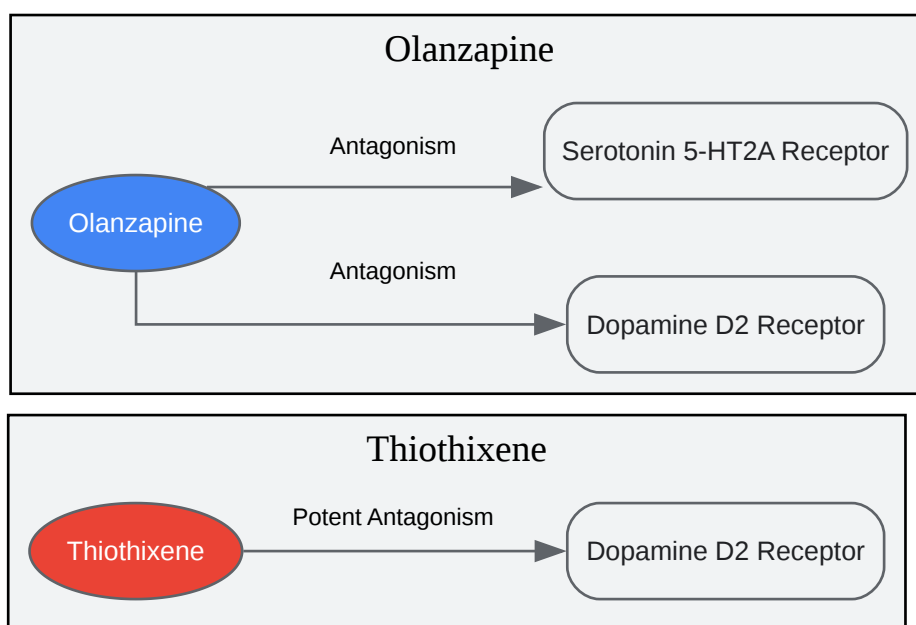 Olanzapine
Antagonism
Serotonin 5-HT2A Receptor
Olanzapine
Antagonism
Dopamine D2 Receptor
Thiothixene
Potent Antagonism
Thiothixene
Dopamine D2 Receptor